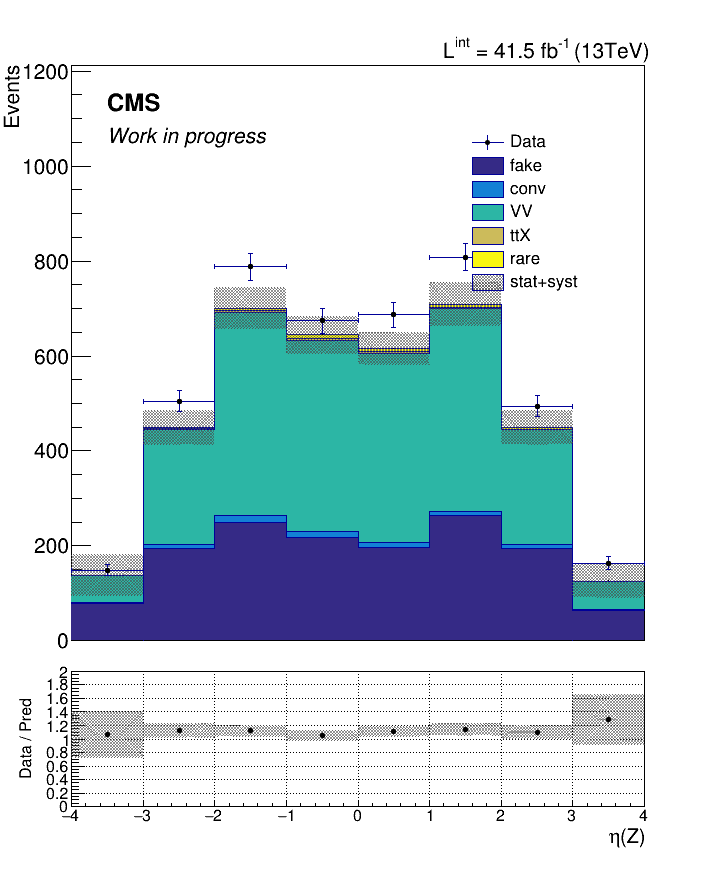 L^int = 41.5 fb^-1 (13TeV)
Events
1200
1000
800
600
400
200
0
CMS
Work in progress
Data
fake
conv
VV
ttX
rare
stat+syst
Data / Pred
2
1.8
1.6
1.4
1.2
1
0.8
0.6
0.4
0.2
0
−4 −3 −2 −1 0 1 2 3 4
η(Z)